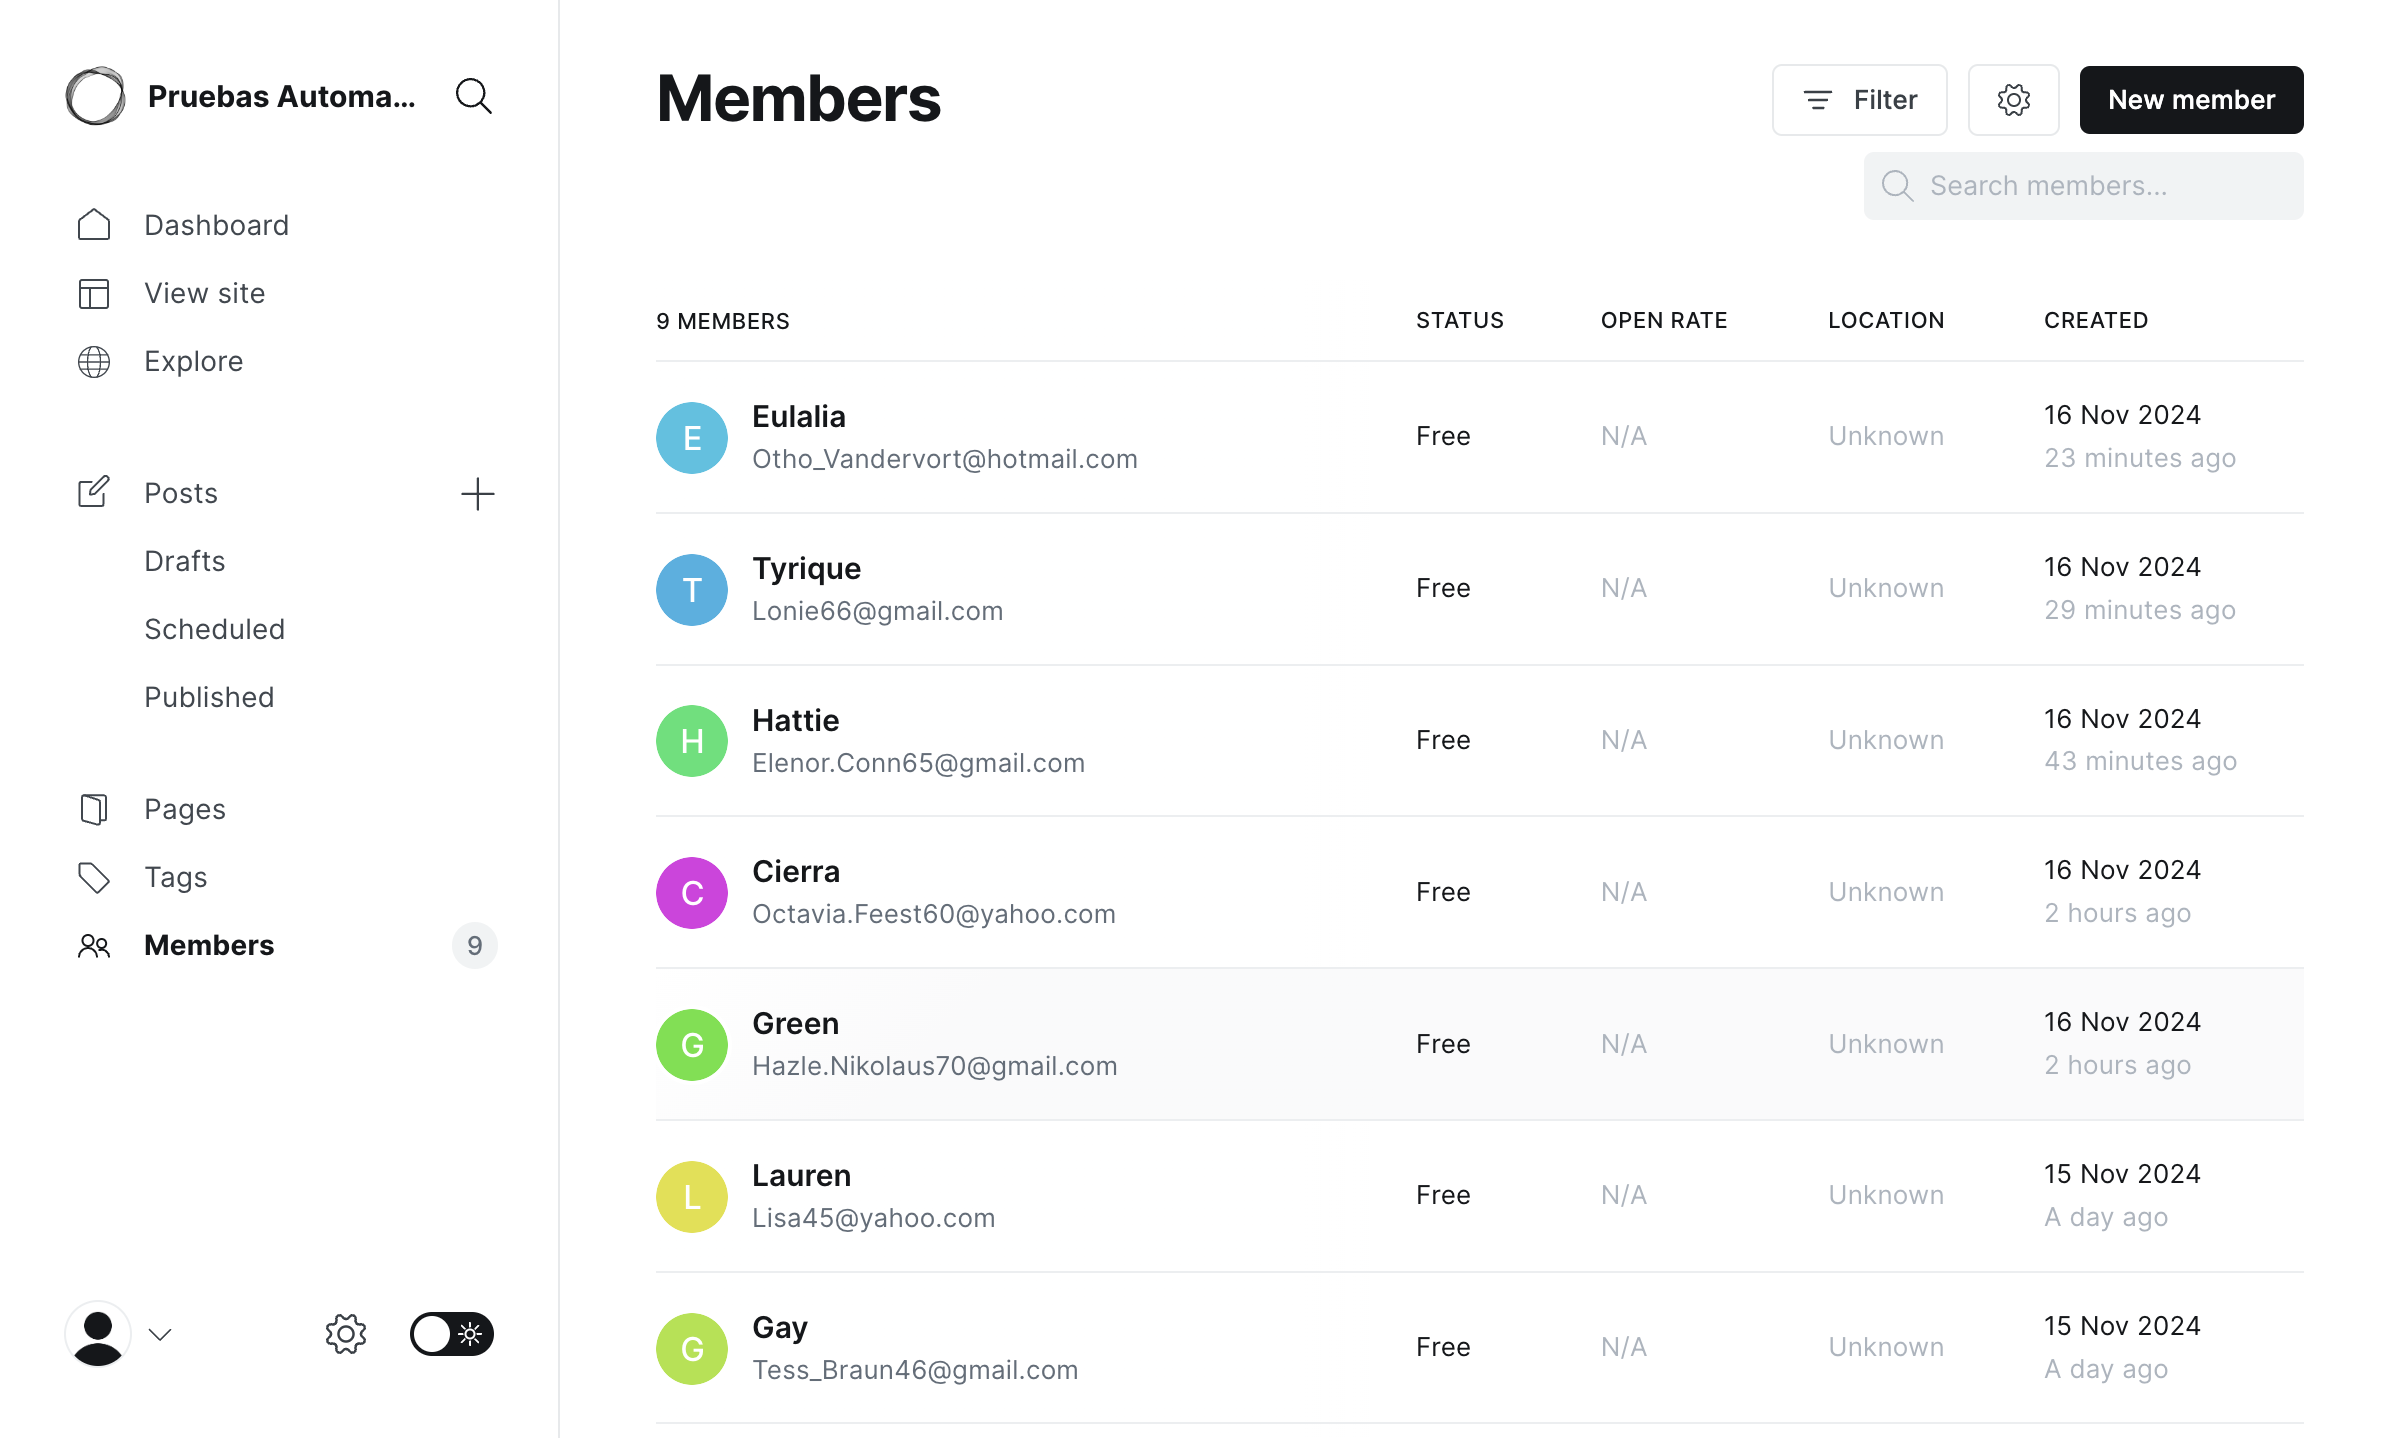 Pruebas Automa...
Dashboard
View site
Explore
Posts
Drafts
Scheduled
Published
Pages
Tags
Members
9
Members
Filter
New member
Search members...
9 MEMBERS STATUS OPEN RATE LOCATION CREATED
E
Eulalia
Otho_Vandervort@hotmail.com
Free
N/A
Unknown
16 Nov 2024
23 minutes ago
T
Tyrique
Lonie66@gmail.com
Free
N/A
Unknown
16 Nov 2024
29 minutes ago
H
Hattie
Elenor.Conn65@gmail.com
Free
N/A
Unknown
16 Nov 2024
43 minutes ago
C
Cierra
Octavia.Feest60@yahoo.com
Free
N/A
Unknown
16 Nov 2024
2 hours ago
G
Green
Hazle.Nikolaus70@gmail.com
Free
N/A
Unknown
16 Nov 2024
2 hours ago
L
Lauren
Lisa45@yahoo.com
Free
N/A
Unknown
15 Nov 2024
A day ago
G
Gay
Tess_Braun46@gmail.com
Free
N/A
Unknown
15 Nov 2024
A day ago